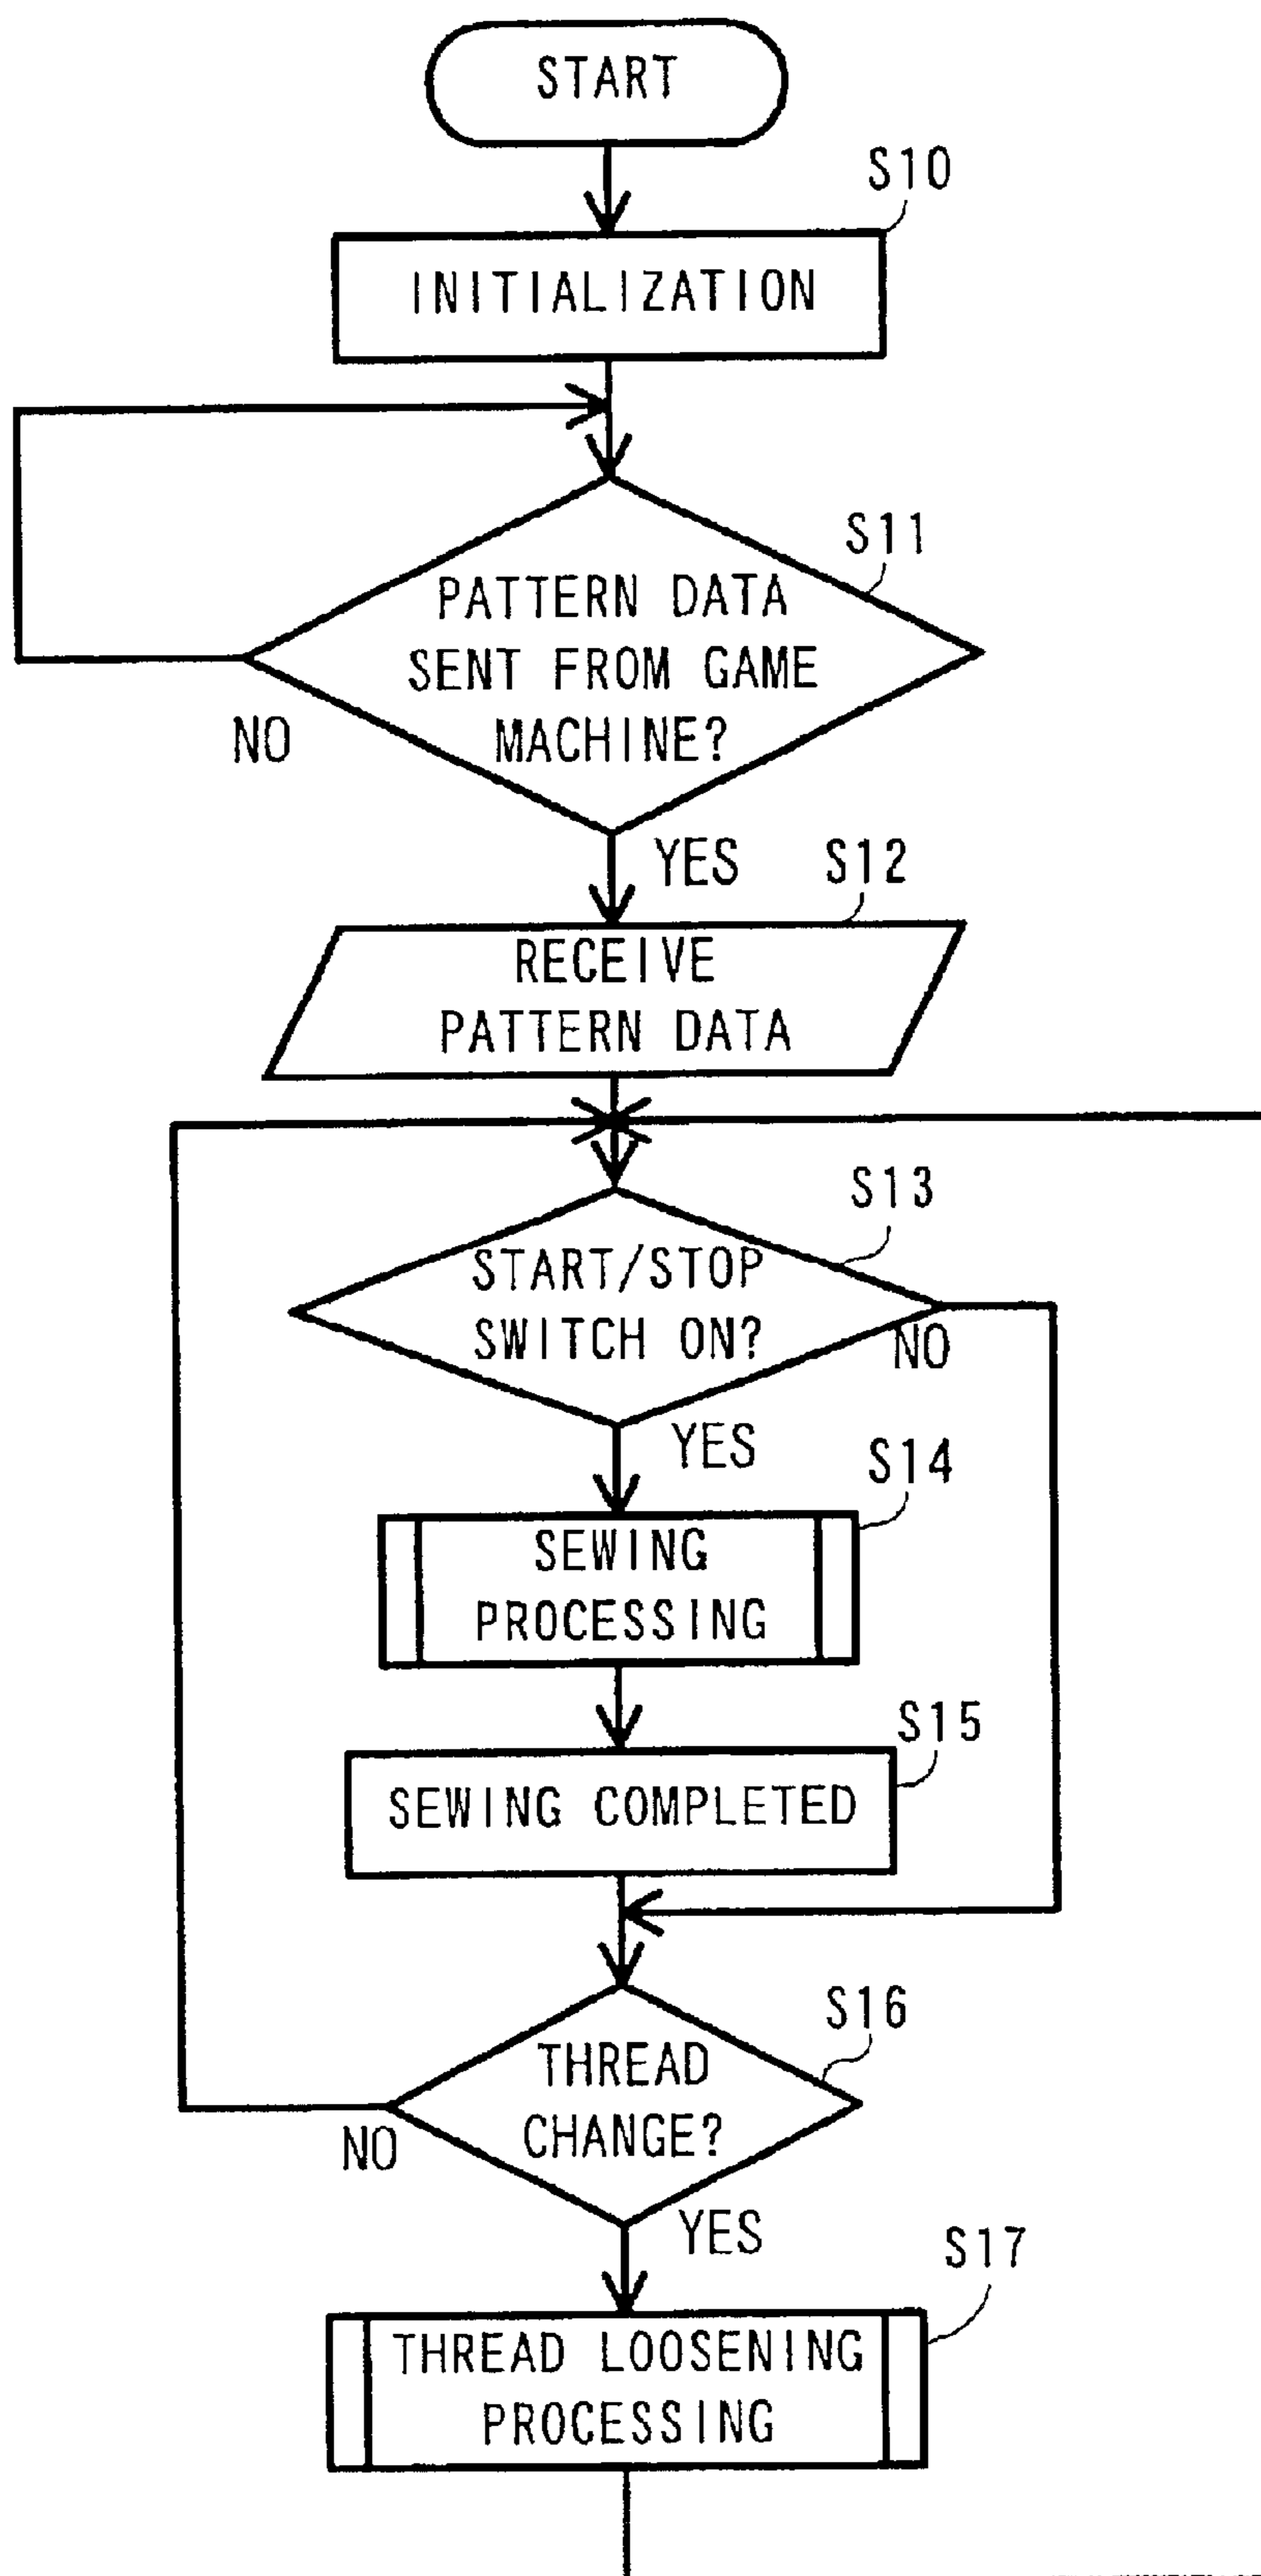 START
S10
INITIALIZATION
S11
PATTERN DATA
SENT FROM GAME
MACHINE?
NO
YES
S12
RECEIVE
PATTERN DATA
S13
START/STOP
SWITCH ON?
NO
YES
S14
SEWING
PROCESSING
S15
SEWING COMPLETED
S16
THREAD
CHANGE?
NO
YES
S17
THREAD LOOSENING
PROCESSING